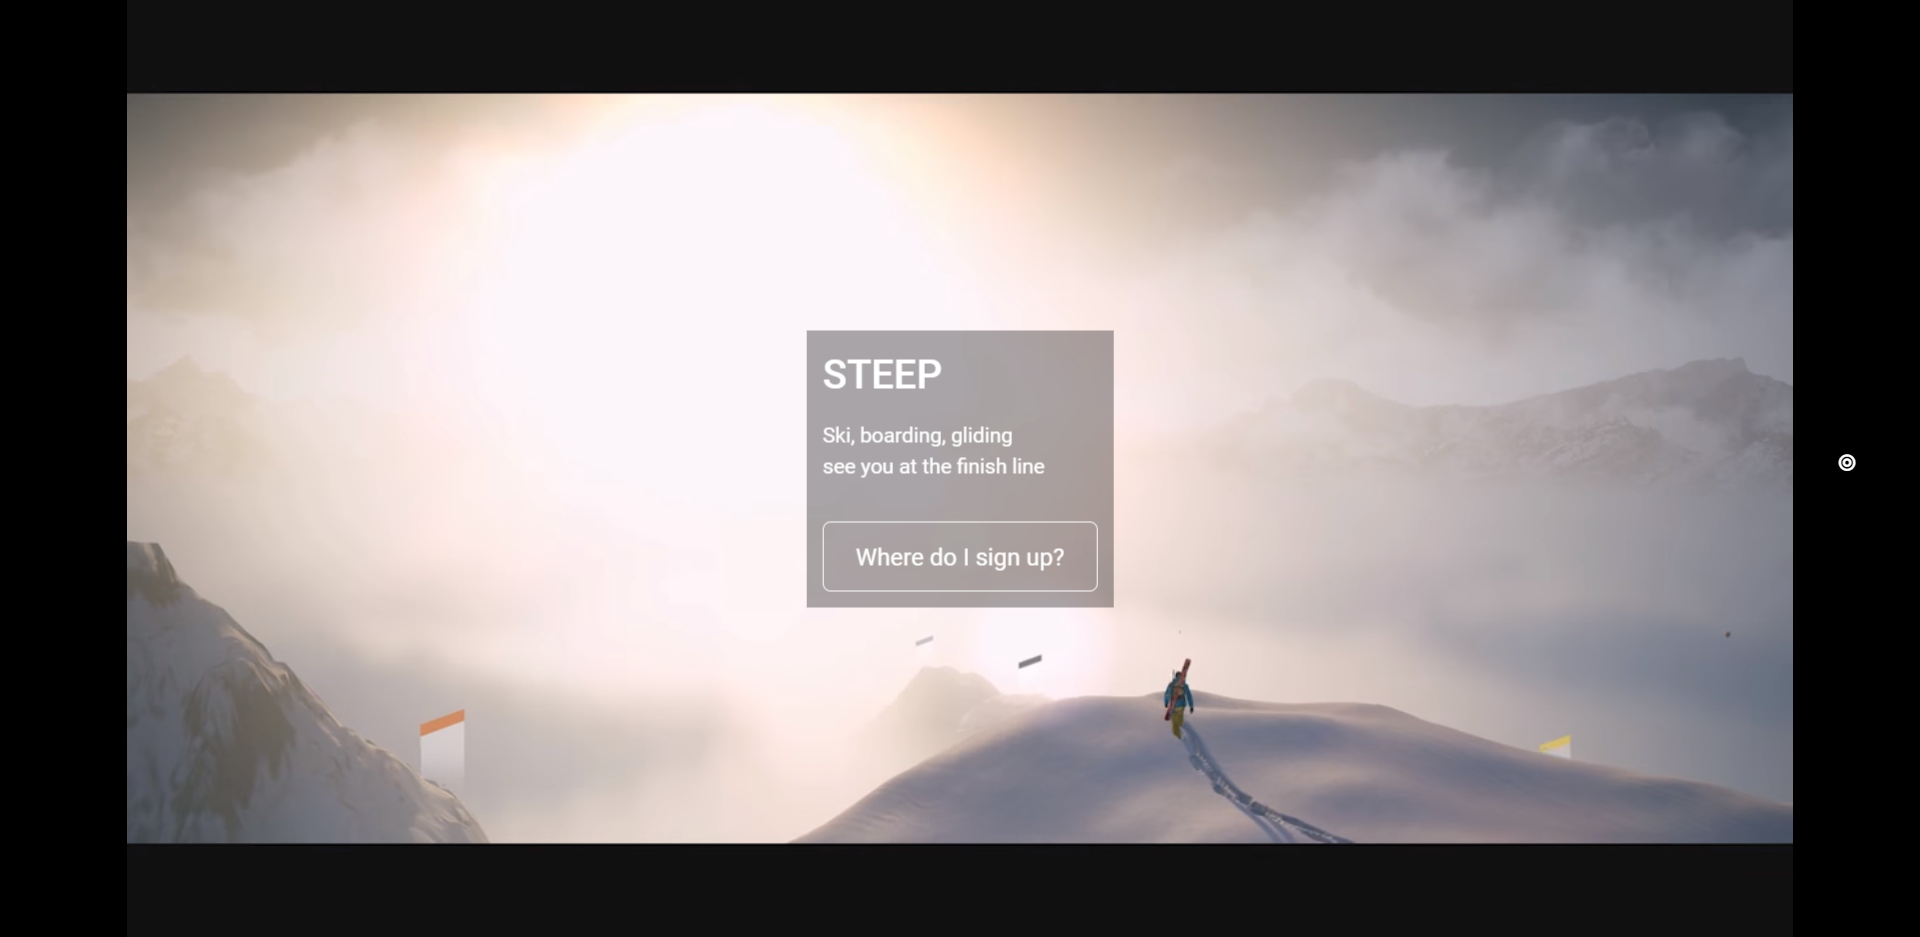 STEEP
Ski, boarding, gliding
see you at the finish line
Where do I sign up?